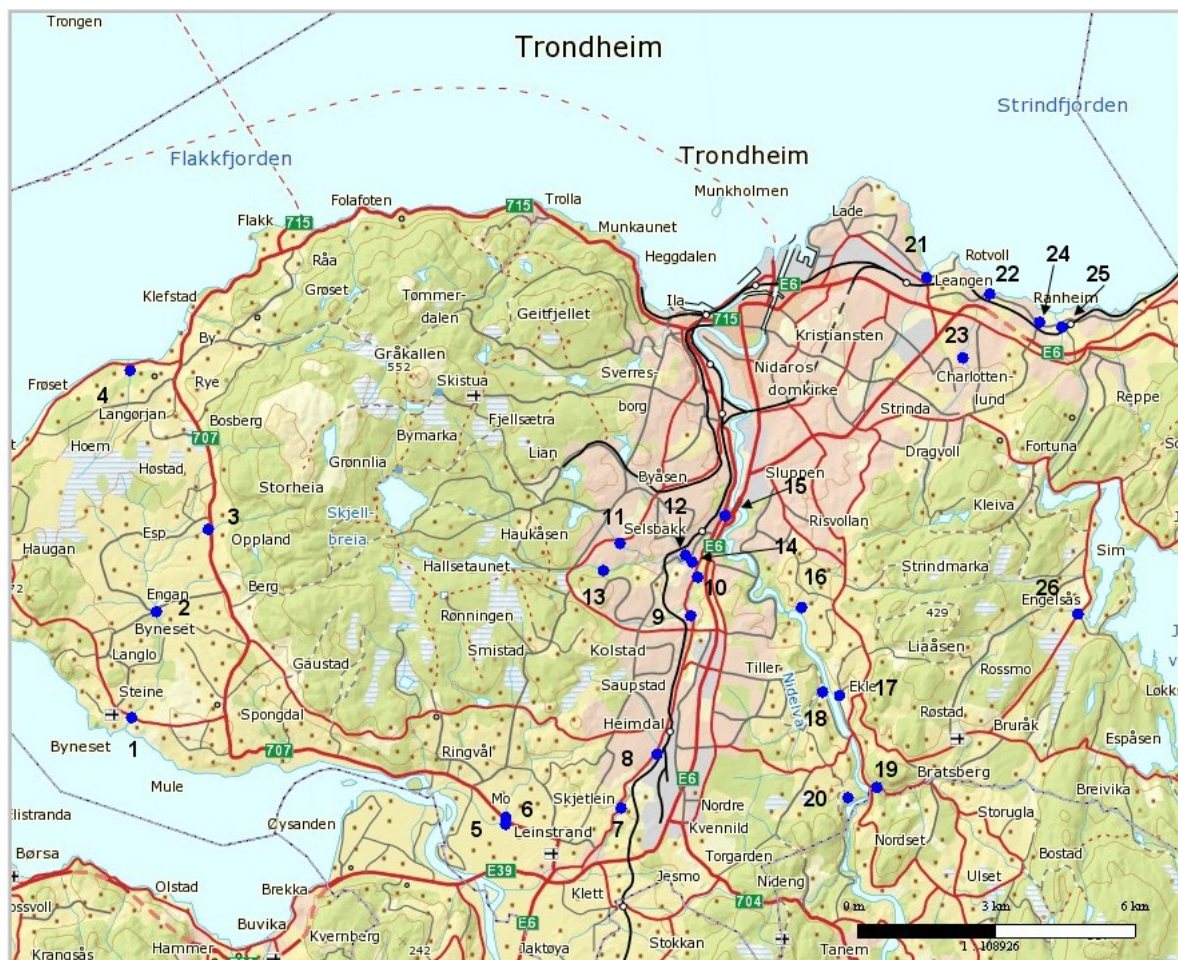 Trongen
Trondheim
Strindfjorden
Flakkfjorden
Trondheim
Munkholmen
Folafoten
715
Trolla
Flakk
715
Munkaunet
Lade
Heggdalen
21
Rotvoll
24
25
Råa
Grøset
Klefstad
Tømmer-
dalen
Geitfjellet
Ila
E6
Leangen
22
Ranheim
715
By
Kristiansten
Gråkallen
552
Sverres-
borg
Nidaros
domkirke
23
E6
Frøset
4
Rye
Skistua
Charlotten-
lund
Langørjan
Bosberg
Bymarka
Fjellsætra
Strinda
Reppe
Hoem
707
Høstad
Grønnlia
Lian
Dragvoll
Fortuna
Storheia
Byåsen
Sluppen
15
12
Kleiva
3
Skjell-
breia
11
Selsbakk
Risvollan
Esp
Oppland
Haukåsen
E6
14
Sim
Haugan
Hallsetaunet
Strindmarka
72
Berg
13
10
16
26
Engan
2
Rønningen
9
429
Engelsås
Byneset
Smistad
Kolstad
Liaåsen
Langlo
Gaustad
Tiller
Rossmo
Saupstad
Nidelva
Ekle
17
Steine
18
Spongdal
Heimdal
Røstad
Bruråk
1
Byneset
707
Ringvål
8
Espåsen
Mule
E6
19
Bratsberg
Mo
6
Skjetlein
20
Breivika
5
Leinstrand
7
Nordre
Kvennild
Storugla
Øysanden
Nordset
Børsa
Torgarden
Bostad
E39
Jesmo
Nideng
Ulset
Olstad
Brekka
Klett
704
0 m
3 km
6 km
Buvika
E6
Kvernberg
242
Stokkan
1 : 108926
Krangsås
Hammer
Tanem